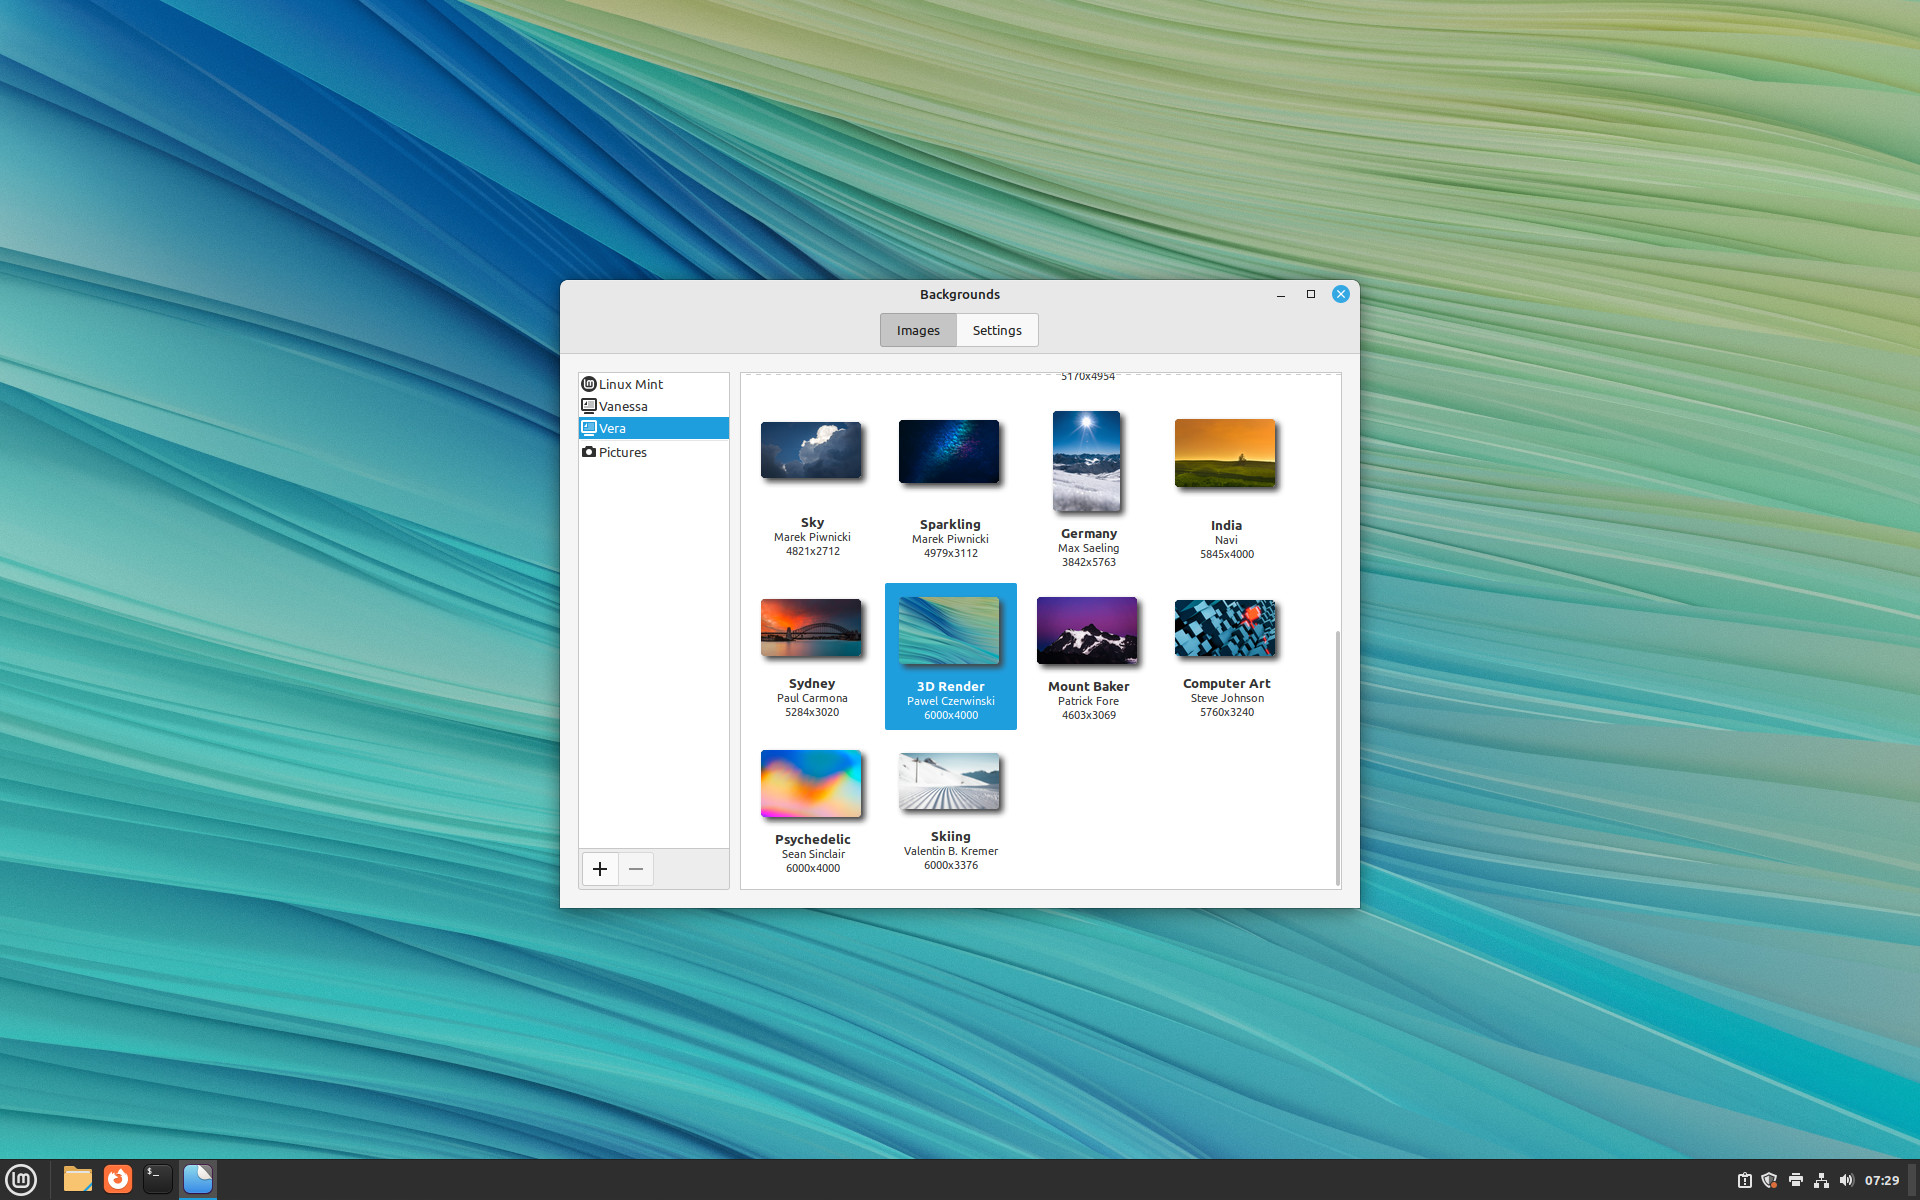 Backgrounds
Images Settings
Linux Mint
Vanessa
Vera
Pictures
5170x4954
Sky
Marek Piwnicki
4821x2712
Sparkling
Marek Piwnicki
4979x3112
Germany
Max Saeling
3842x5763
India
Navi
5845x4000
Sydney
Paul Carmona
5284x3020
3D Render
Pawel Czerwinski
6000x4000
Mount Baker
Patrick Fore
4603x3069
Computer Art
Steve Johnson
5760x3240
Psychedelic
Sean Sinclair
6000x4000
Skiing
Valentin B. Kremer
6000x3376
07:29